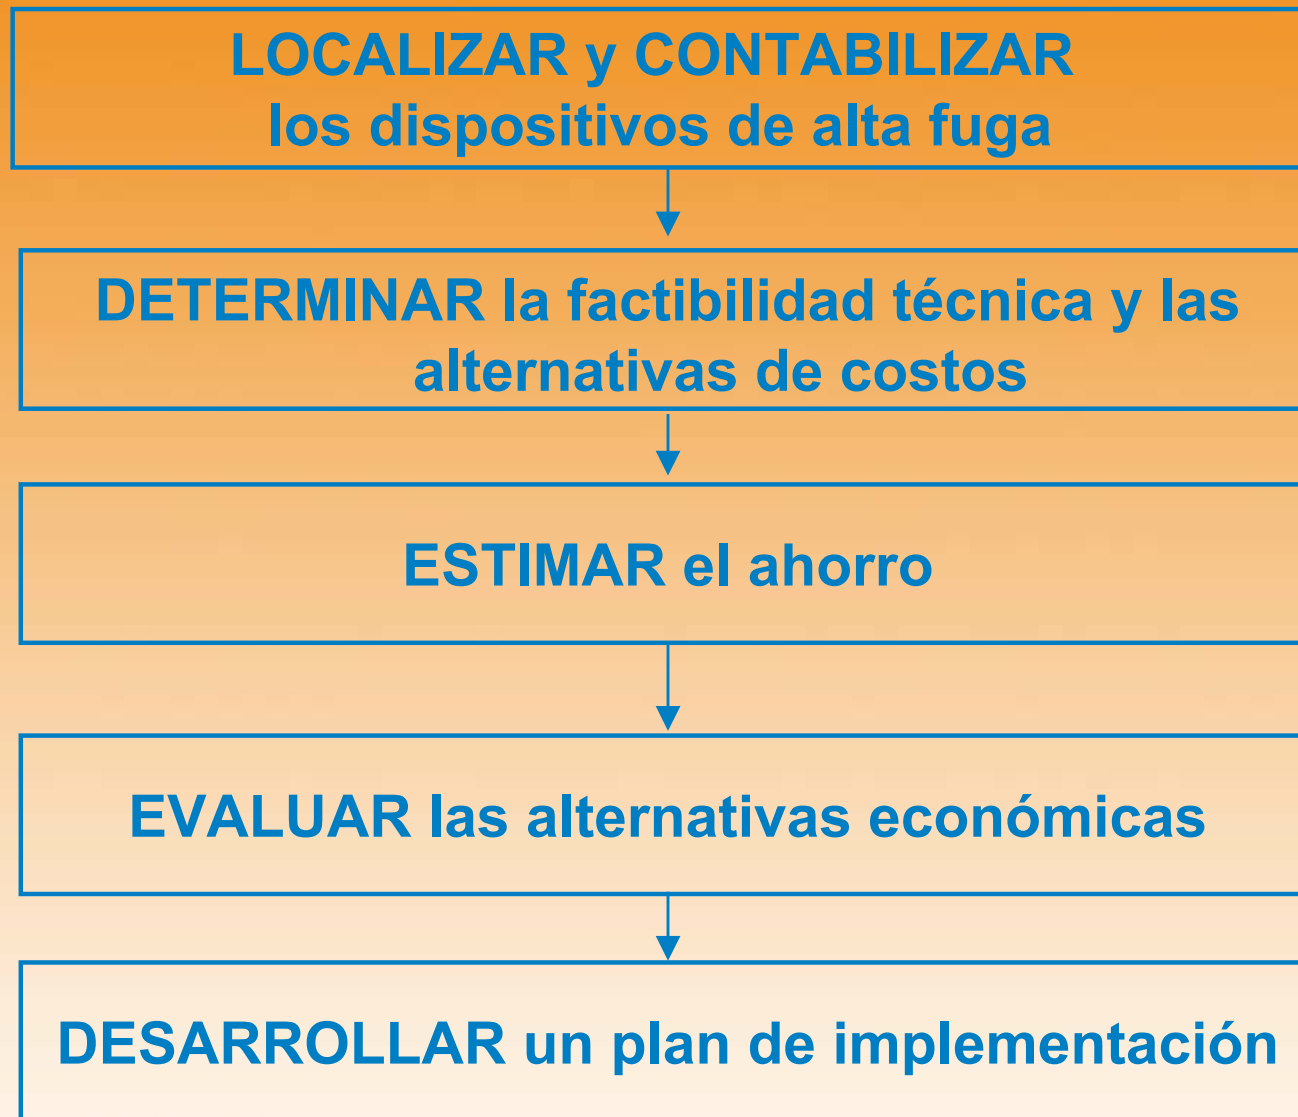 LOCALIZAR y CONTABILIZAR
los dispositivos de alta fuga
DETERMINAR la factibilidad técnica y las
alternativas de costos
ESTIMAR el ahorro
EVALUAR las alternativas económicas
DESARROLLAR un plan de implementación